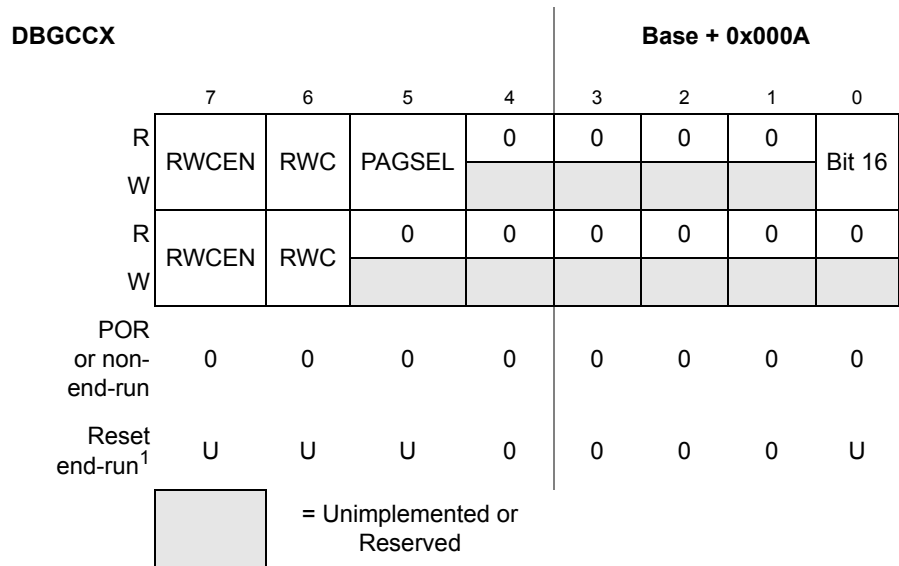 DBGCCX Base + 0x000A
7 6 5 4 3 2 1 0
R RWCEN RWC PAGSEL 0 0 0 0 Bit 16
W
R RWCEN RWC 0 0 0 0 0 0
W
POR
or non- 0 0 0 0 0 0 0 0
end-run
Reset
end-run1 U U U 0 0 0 0 U
= Unimplemented or
Reserved